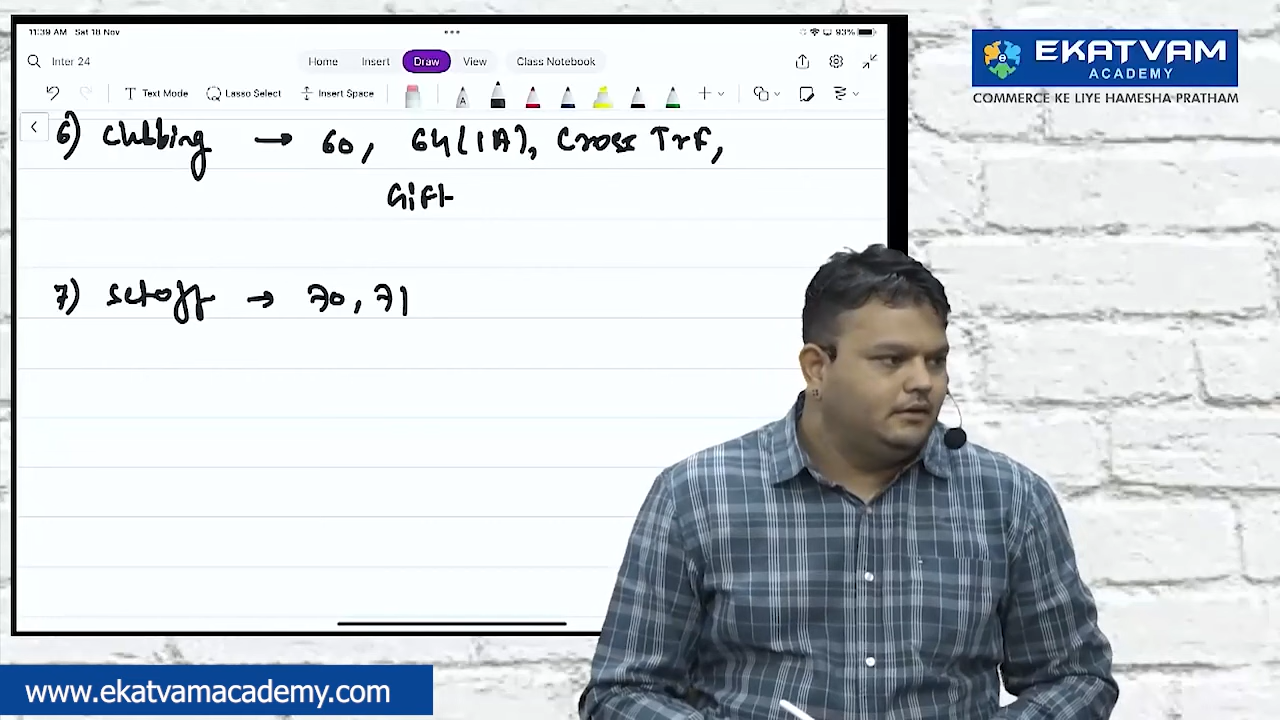 11:39 AM Sat 18 Nov
93%
Inter 24
Home Insert Draw View Class Notebook
Text Mode Lasso Select Insert Space
6) Clubbing → 60, 64(1A), Cross Trf,
Gift
7) Setoff → 70, 71
EKATVAM
ACADEMY
COMMERCE KE LIYE HAMESHA PRATHAM
www.ekatvamacademy.com